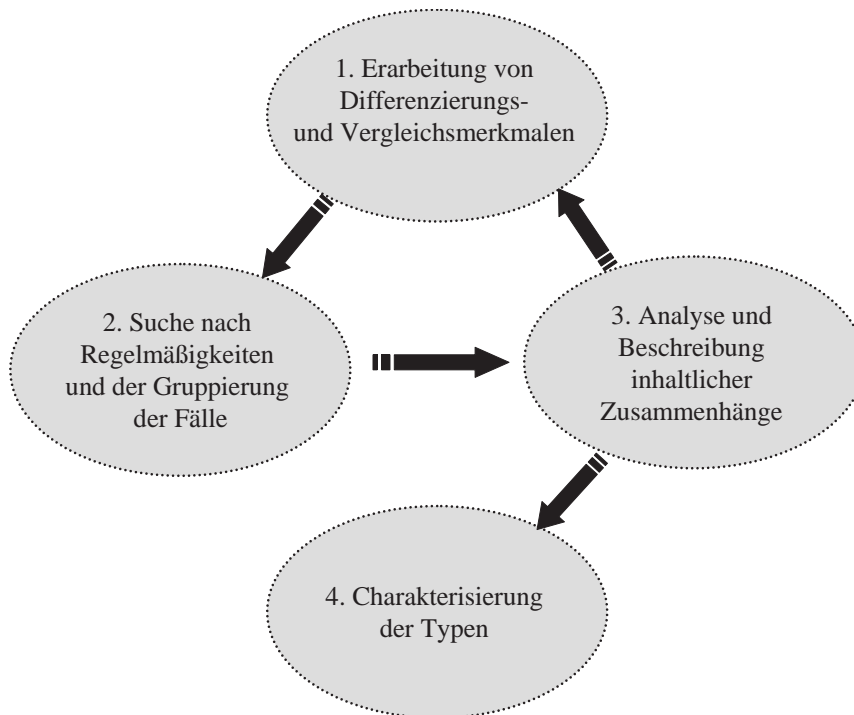 1. Erarbeitung von
Differenzierungs-
und Vergleichsmerkmalen
2. Suche nach
Regelmäßigkeiten
und der Gruppierung
der Fälle
3. Analyse und
Beschreibung
inhaltlicher
Zusammenhänge
4. Charakterisierung
der Typen